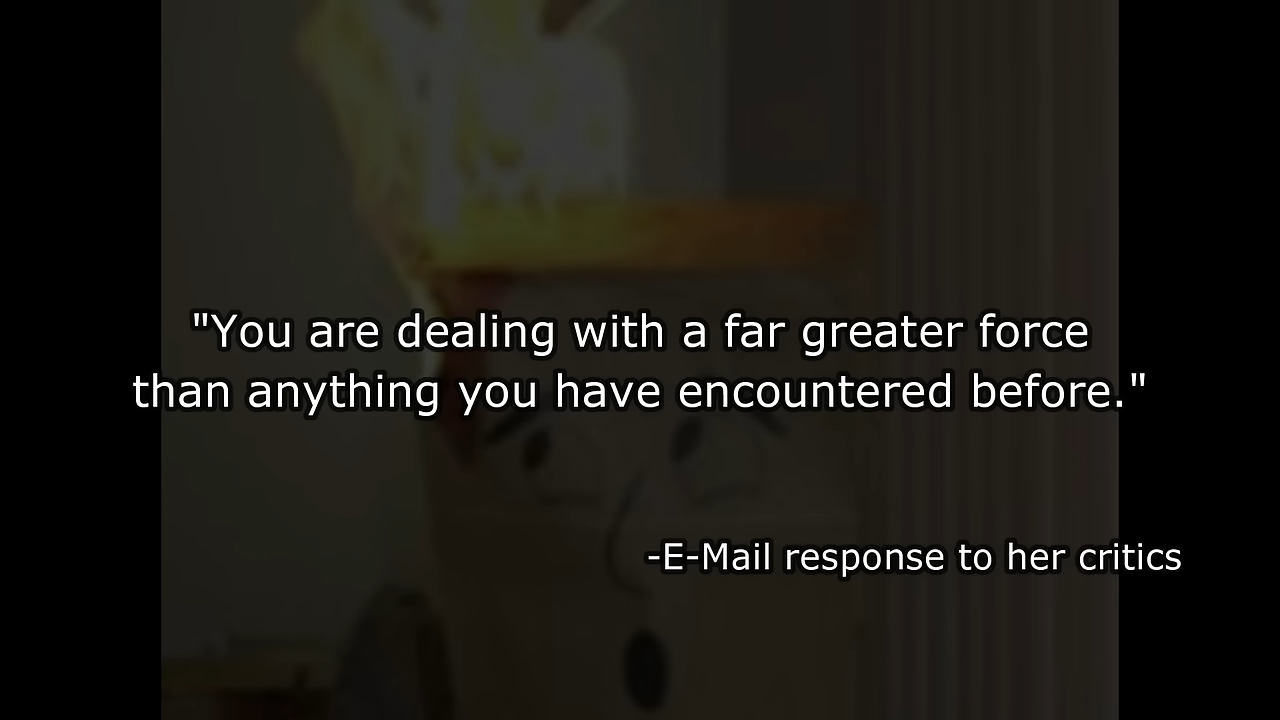 "You are dealing with a far greater force
than anything you have encountered before."
-E-Mail response to her critics